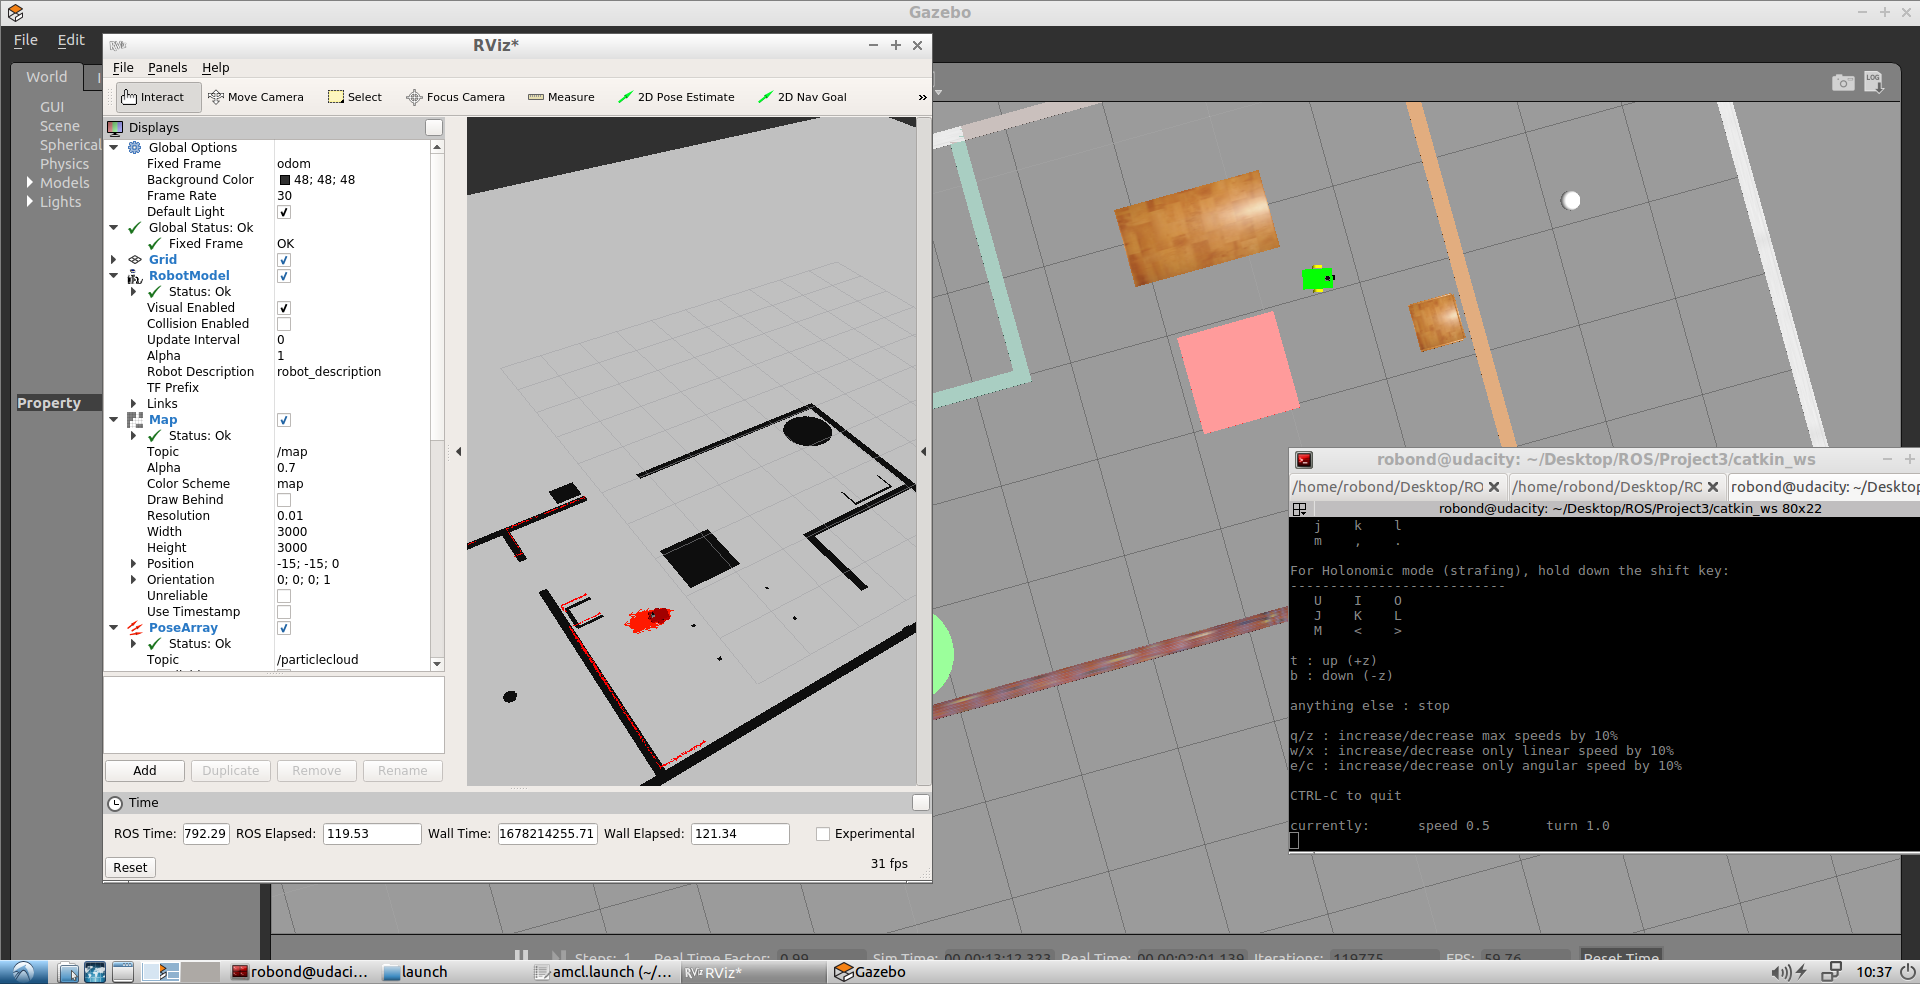 Gazebo
File Edit
World I
GUI
Scene
Spherical
Physics
Models
Lights
Property
RViz*
File Panels Help
Interact Move Camera Select Focus Camera Measure 2D Pose Estimate 2D Nav Goal »
Displays
Global Options
Fixed Frame odom
Background Color 48; 48; 48
Frame Rate 30
Default Light
Global Status: Ok
Fixed Frame OK
Grid
RobotModel
Status: Ok
Visual Enabled
Collision Enabled
Update Interval 0
Alpha 1
Robot Description robot_description
TF Prefix
Links
Map
Status: Ok
Topic /map
Alpha 0.7
Color Scheme map
Draw Behind
Resolution 0.01
Width 3000
Height 3000
Position -15; -15; 0
Orientation 0; 0; 0; 1
Unreliable
Use Timestamp
PoseArray
Status: Ok
Topic /particlecloud
Add Duplicate Remove Rename
Time
ROS Time: 792.29 ROS Elapsed: 119.53 Wall Time: 1678214255.71 Wall Elapsed: 121.34 Experimental
Reset 31 fps
LOG
robond@udacity: ~/Desktop/ROS/Project3/catkin_ws
/home/robond/Desktop/RO /home/robond/Desktop/RC robond@udacity: ~/Desktop
robond@udacity: ~/Desktop/ROS/Project3/catkin_ws 80x22
j k l
m , .
For Holonomic mode (strafing), hold down the shift key:
---------------------------
U I O
J K L
M < >
t : up (+z)
b : down (-z)
anything else : stop
q/z : increase/decrease max speeds by 10%
w/x : increase/decrease only linear speed by 10%
e/c : increase/decrease only angular speed by 10%
CTRL-C to quit
currently: speed 0.5 turn 1.0
Steps: 1 Real Time Factor: 0.99 Sim Time: 00 00:13:12.323 Real Time: 00 00:02:01.139 Iterations: 119775 FPS: 59.76 Reset Time
robond@udaci... launch amcl.launch (~/... RViz RViz* Gazebo 10:37